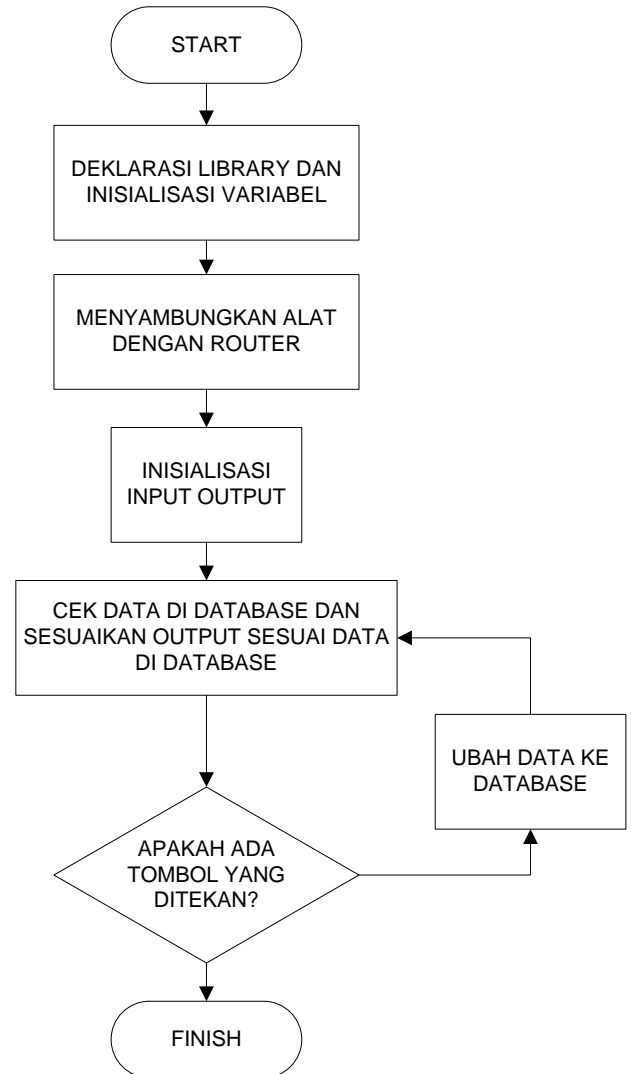 START
DEKLARASI LIBRARY DAN
INISIALISASI VARIABEL
MENYAMBUNGKAN ALAT
DENGAN ROUTER
INISIALISASI
INPUT OUTPUT
CEK DATA DI DATABASE DAN
SESUAIKAN OUTPUT SESUAI DATA
DI DATABASE
UBAH DATA KE
DATABASE
APAKAH ADA
TOMBOL YANG
DITEKAN?
FINISH